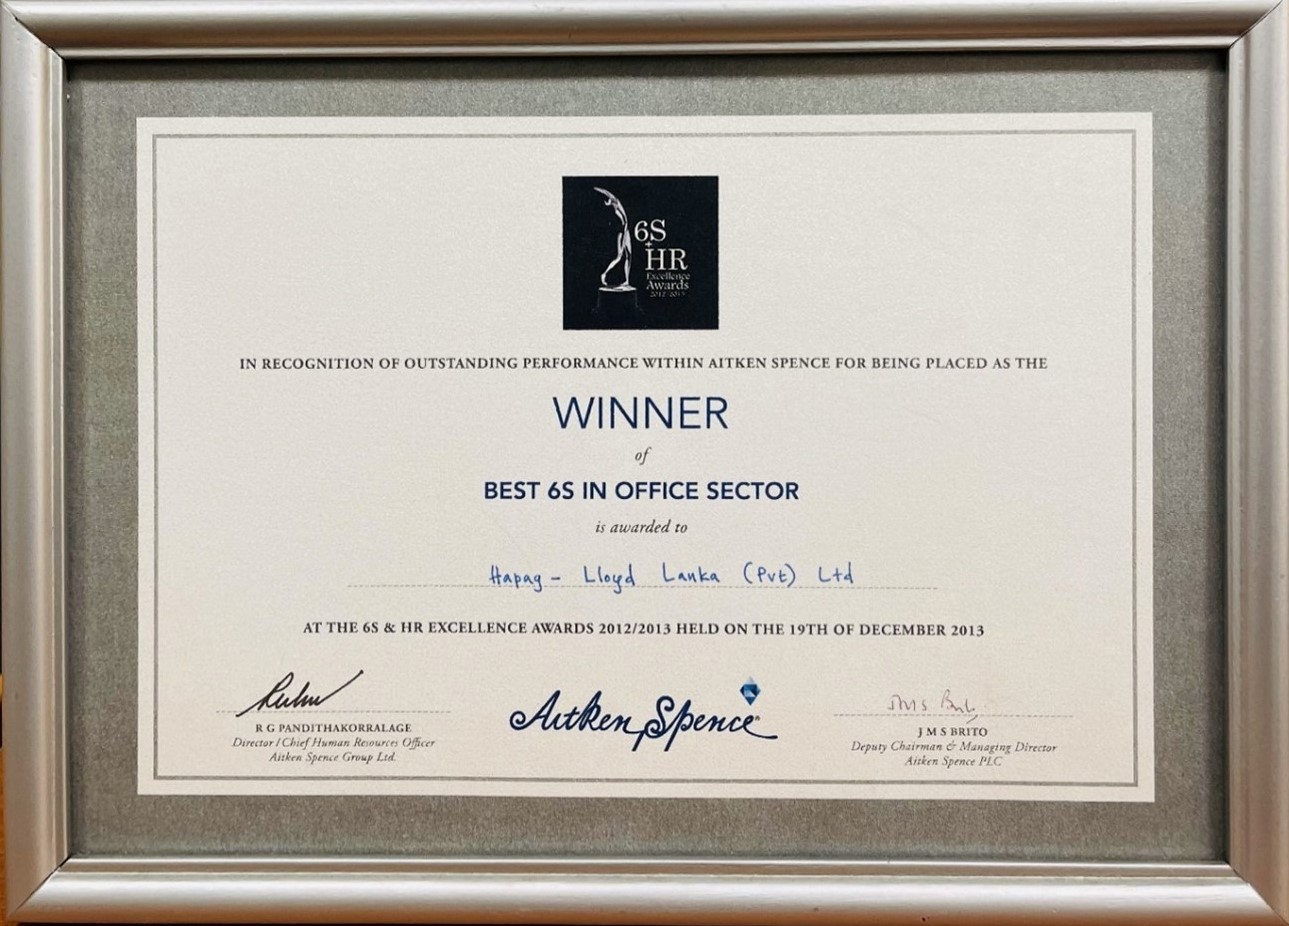 6S
+
HR
Excellence
Awards
2012/2013
IN RECOGNITION OF OUTSTANDING PERFORMANCE WITHIN AITKEN SPENCE FOR BEING PLACED AS THE
WINNER
of
BEST 6S IN OFFICE SECTOR
is awarded to
Hapag - Lloyd Lanka (Pvt) Ltd
AT THE 6S & HR EXCELLENCE AWARDS 2012/2013 HELD ON THE 19TH OF DECEMBER 2013
R G PANDITHAKORRALAGE
Director / Chief Human Resources Officer
Aitken Spence Group Ltd.
Aitken Spence
JMS Brito
J M S BRITO
Deputy Chairman & Managing Director
Aitken Spence PLC